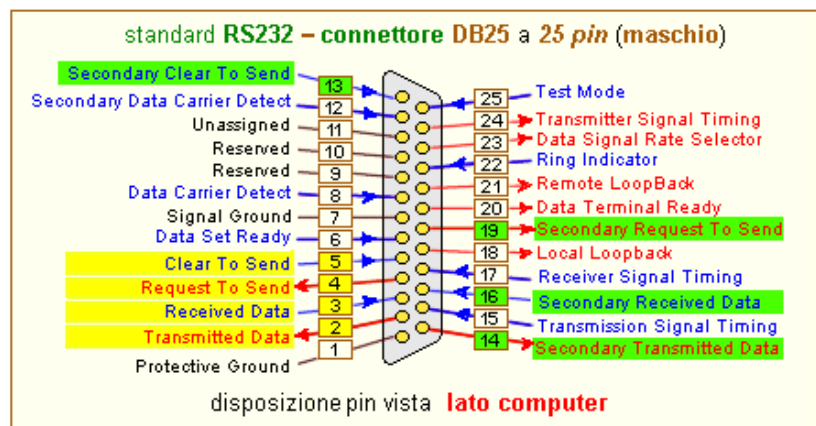 standard RS232 – connettore DB25 a 25 pin (maschio)
Secondary Clear To Send 13
Secondary Data Carrier Detect 12
Unassigned 11
Reserved 10
Reserved 9
Data Carrier Detect 8
Signal Ground 7
Data Set Ready 6
Clear To Send 5
Request To Send 4
Received Data 3
Transmitted Data 2
Protective Ground 1
25 Test Mode
24 Transmitter Signal Timing
23 Data Signal Rate Selector
22 Ring Indicator
21 Remote LoopBack
20 Data Terminal Ready
19 Secondary Request To Send
18 Local Loopback
17 Receiver Signal Timing
16 Secondary Received Data
15 Transmission Signal Timing
14 Secondary Transmitted Data
disposizione pin vista lato computer